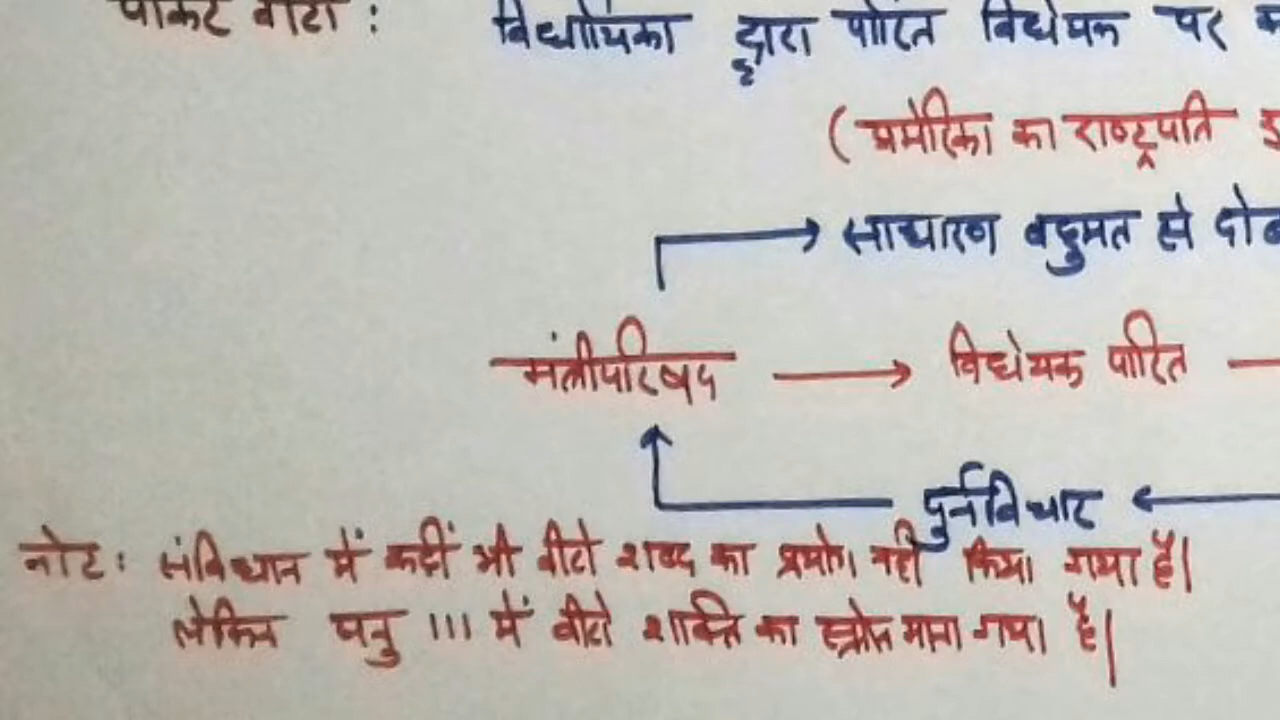 पॉकेट वीटो :
विधायिका द्वारा पारित विधेयक पर
(अमेरिका का राष्ट्रपति
साधारण बहुमत से
मंत्रीपरिषद → विधेयक पारित —
पुर्नविचार ←
नोट : संविधान में कहीं भी वीटो शब्द का प्रयोग नही किया गया है।
लेकिन अनु 111 में वीटो शक्ति का स्त्रोत माना गया है।